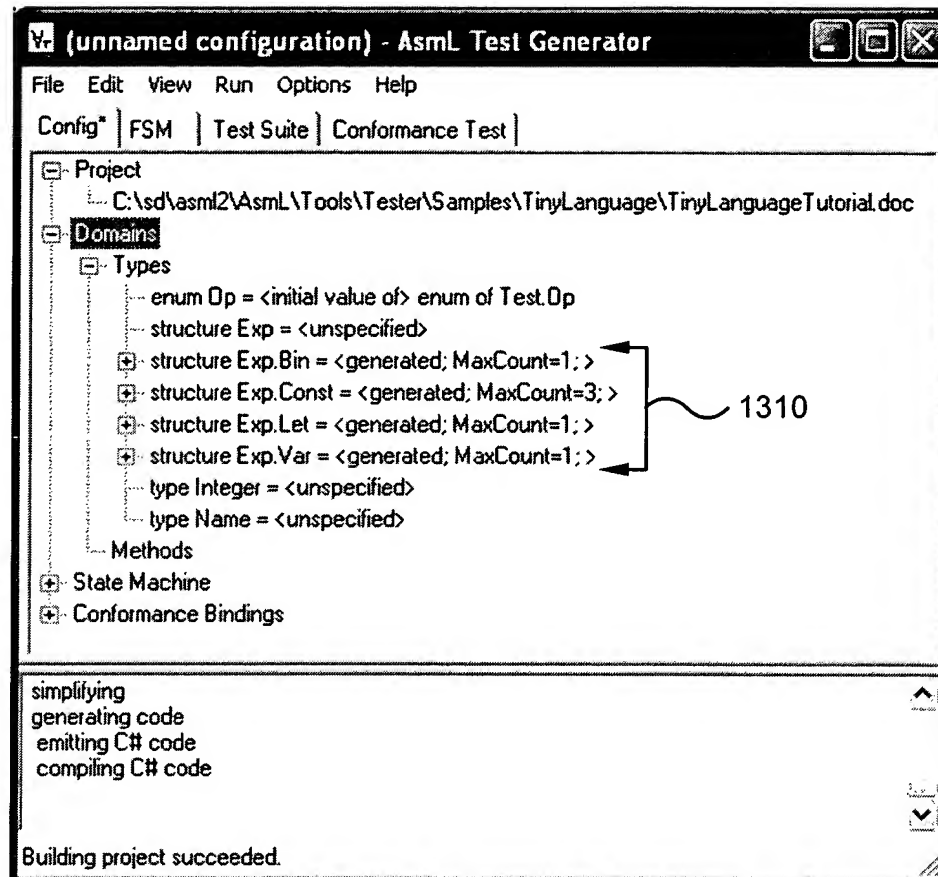 (unnamed configuration) - AsmL Test Generator
File Edit View Run Options Help
Config* FSM Test Suite Conformance Test
Project
C:\sd\asml2\AsmL\Tools\Tester\Samples\TinyLanguage\TinyLanguageTutorial.doc
Domains
Types
enum Op = <initial value of> enum of Test.Op
structure Exp = <unspecified>
structure Exp.Bin = <generated; MaxCount=1; >
structure Exp.Const = <generated; MaxCount=3; >
structure Exp.Let = <generated; MaxCount=1; >
structure Exp.Var = <generated; MaxCount=1; >
1310
type Integer = <unspecified>
type Name = <unspecified>
Methods
State Machine
Conformance Bindings
simplifying
generating code
emitting C# code
compiling C# code
Building project succeeded.